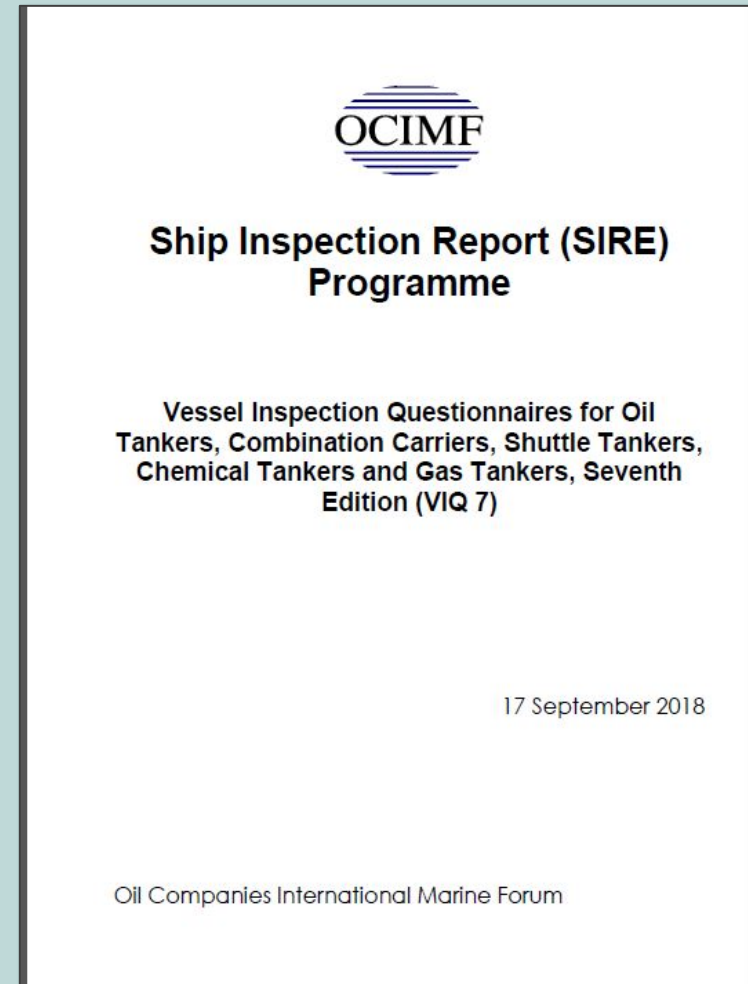 OCIMF
Ship Inspection Report (SIRE)
Programme
Vessel Inspection Questionnaires for Oil
Tankers, Combination Carriers, Shuttle Tankers,
Chemical Tankers and Gas Tankers, Seventh
Edition (VIQ 7)
17 September 2018
Oil Companies International Marine Forum